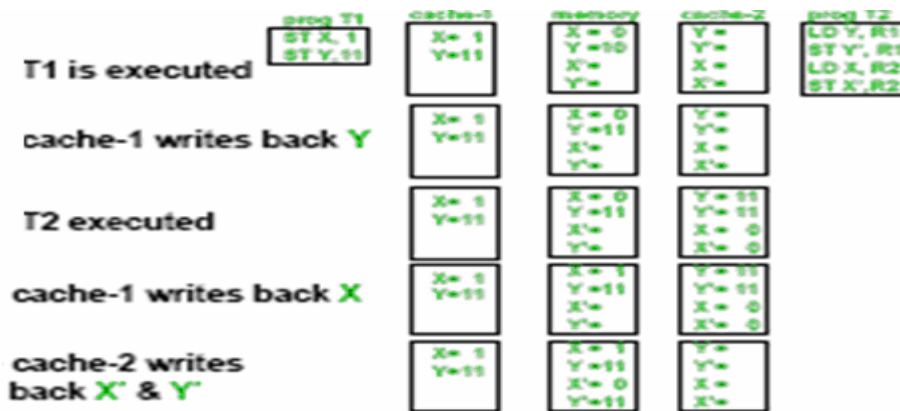 prog T1 cache-1 memory cache-2 prog T2
ST X, 1
ST Y,11
X= 1
Y=11
X = 0
Y =10
X'=
Y'=
Y =
Y'=
X =
X'=
LD Y, R1
ST Y', R1
LD X, R2
ST X',R2
T1 is executed
cache-1 writes back Y
X= 1
Y=11
X = 0
Y =11
X'=
Y'=
Y =
Y'=
X =
X'=
T2 executed
X= 1
Y=11
X = 0
Y =11
X'=
Y'=
Y = 11
Y'= 11
X = 0
X'= 0
cache-1 writes back X
X= 1
Y=11
X = 1
Y =11
X'=
Y'=
Y = 11
Y'= 11
X = 0
X'= 0
cache-2 writes
back X' & Y'
X= 1
Y=11
X = 1
Y =11
X'= 0
Y'=11
Y =
Y'=
X =
X'=